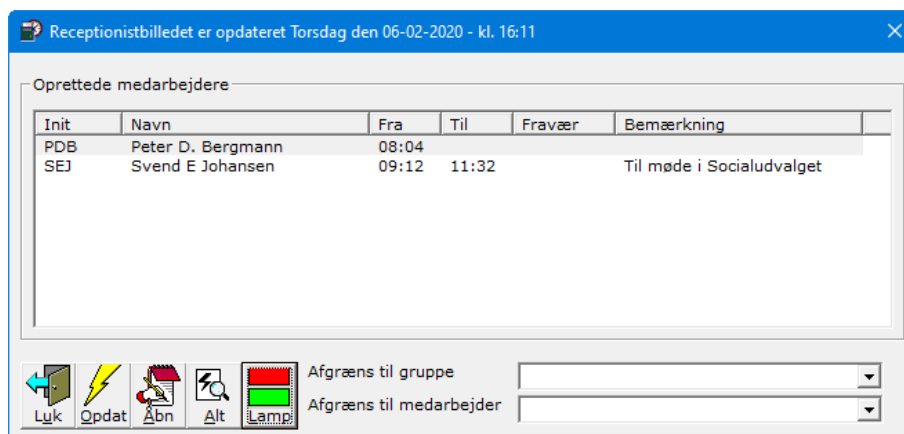 Receptionistbilledet er opdateret Torsdag den 06-02-2020 - kl. 16:11
Oprettede medarbejdere
Init Navn Fra Til Fravær Bemærkning
PDB Peter D. Bergmann 08:04
SEJ Svend E Johansen 09:12 11:32 Til møde i Socialudvalget
Afgræns til gruppe
Afgræns til medarbejder
Luk Opdat Åbn Alt Lamp